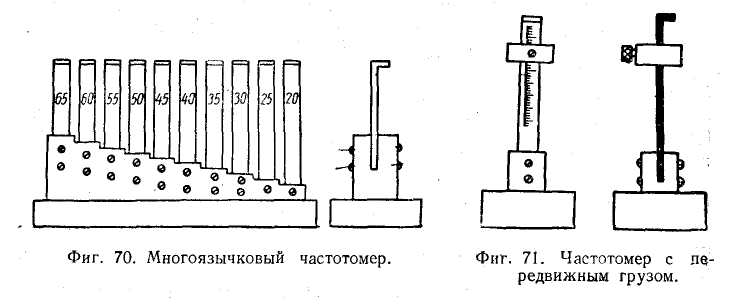 65 60 55 50 45 40 35 30 25 20
Фиг. 70. Многоязычковый частотомер.
Фиг. 71. Частотомер с пе-
редвижным грузом.